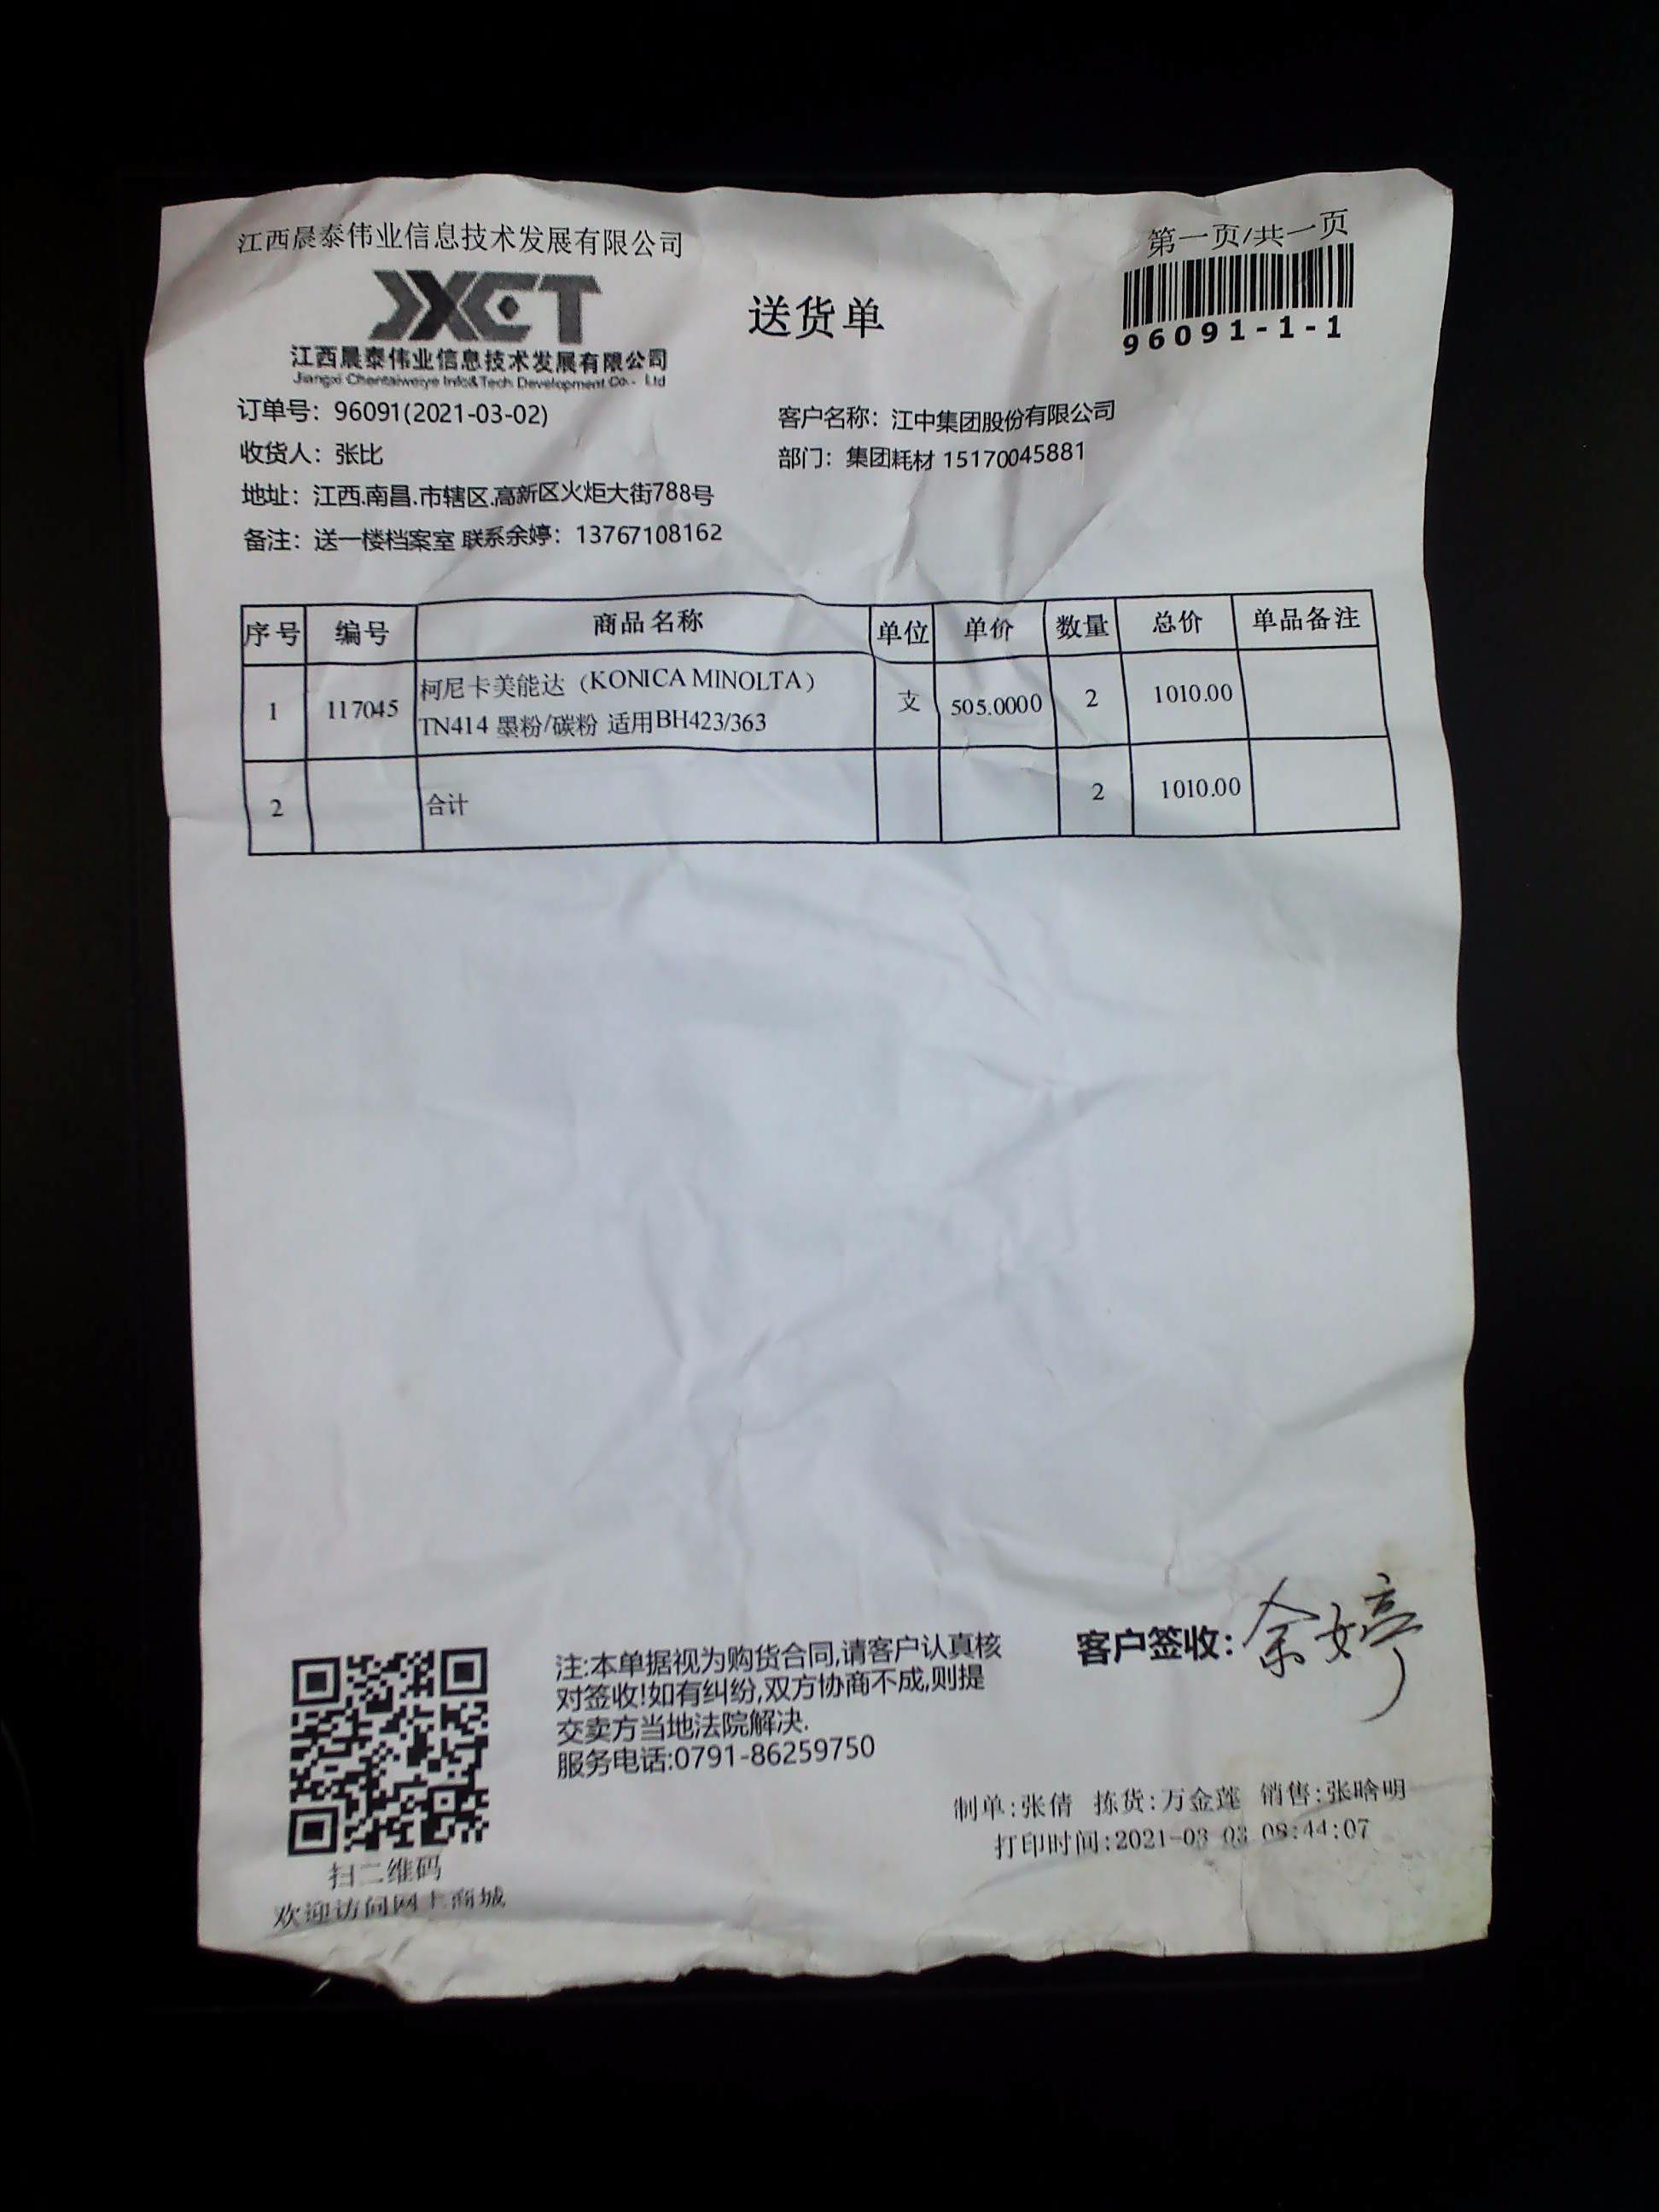 江西晨泰伟业信息技术发展有限公司
第一页/共一页
JXCT
送货单
96091-1-1
江西晨泰伟业信息技术发展有限公司
Jiangxi Chentaiweiye Info&Tech Development Co., Ltd
订单号：96091(2021-03-02)
客户名称：江中集团股份有限公司
收货人：张比
部门：集团耗材 15170045881
地址：江西.南昌.市辖区.高新区火炬大街788号
备注：送一楼档案室 联系余婷：13767108162
序号 编号 商品名称 单位 单价 数量 总价 单品备注
1 117045 柯尼卡美能达（KONICA MINOLTA） 支 505.0000 2 1010.00
TN414 墨粉/碳粉 适用BH423/363
2 合计 2 1010.00
注:本单据视为购货合同,请客户认真核
对签收!如有纠纷,双方协商不成,则提
交卖方当地法院解决.
服务电话:0791-86259750
客户签收: 余婷
制单:张倩 拣货:万金莲 销售:张晗明
打印时间:2021-03-03 08:44:07
扫二维码
欢迎访问网上商城